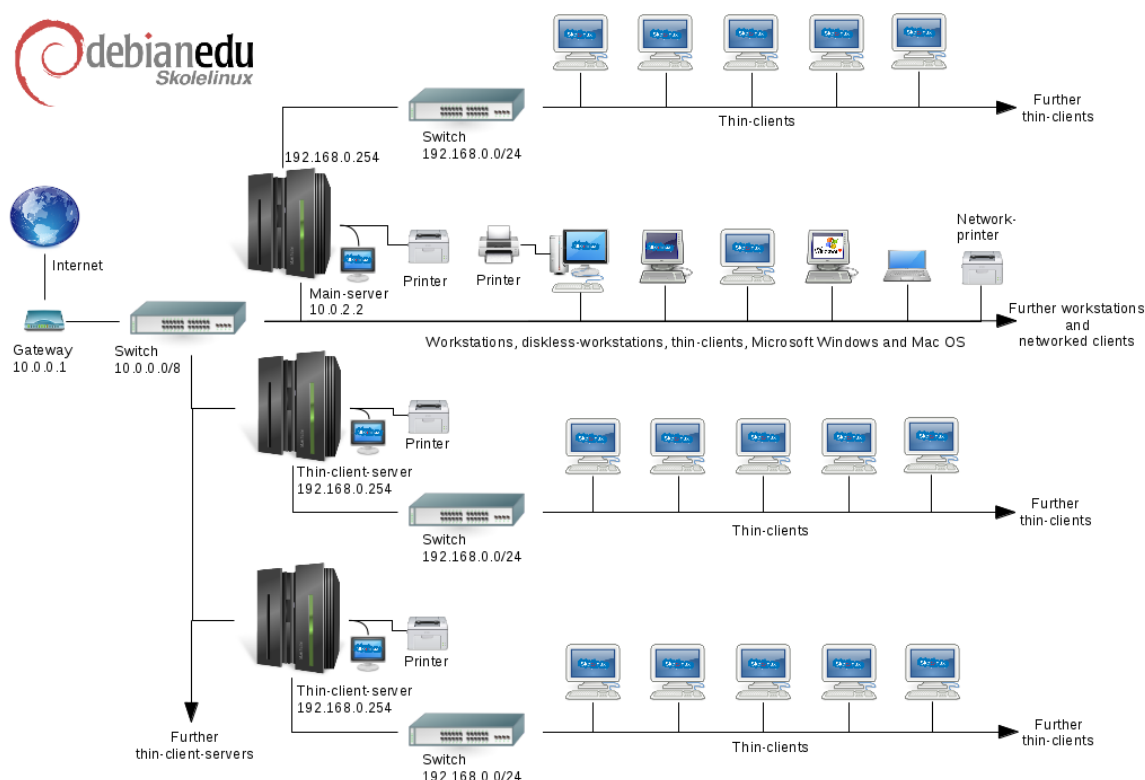 debianedu
Skolelinux
Further
thin-clients
Thin-clients
Switch
192.168.0.0/24
192.168.0.254
Internet
Main-server
10.0.2.2
Printer
Printer
Network-
printer
Gateway
10.0.0.1
Switch
10.0.0.0/8
Workstations, diskless-workstations, thin-clients, Microsoft Windows and Mac OS
Further workstations
and
networked clients
Printer
Thin-client-server
192.168.0.254
Switch
192.168.0.0/24
Thin-clients
Further
thin-clients
Printer
Thin-client-server
192.168.0.254
Switch
192.168.0.0/24
Thin-clients
Further
thin-clients
Further
thin-client-servers